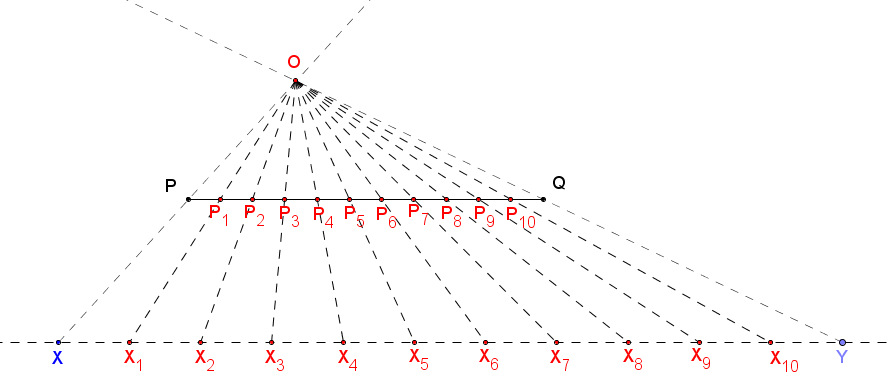 O
P Q
P₁ P₂ P₃ P₄ P₅ P₆ P₇ P₈ P₉ P₁₀
X X₁ X₂ X₃ X₄ X₅ X₆ X₇ X₈ X₉ X₁₀ Y